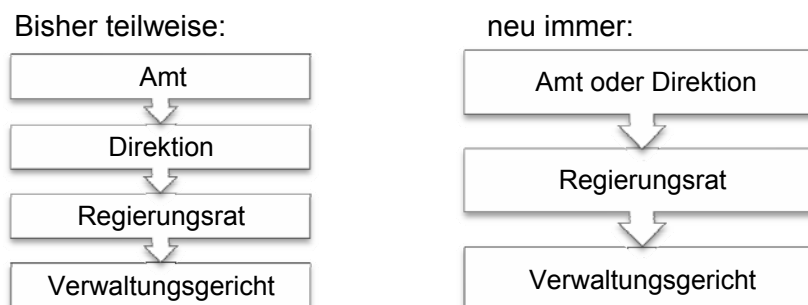 Bisher teilweise:
Amt
Direktion
Regierungsrat
Verwaltungsgericht
neu immer:
Amt oder Direktion
Regierungsrat
Verwaltungsgericht